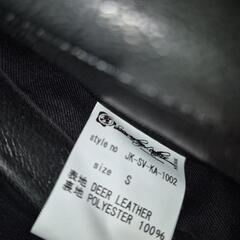 style no JK-SV-KA-1002
size S
表地 DEER LEATHER
裏地 POLYESTER 100%